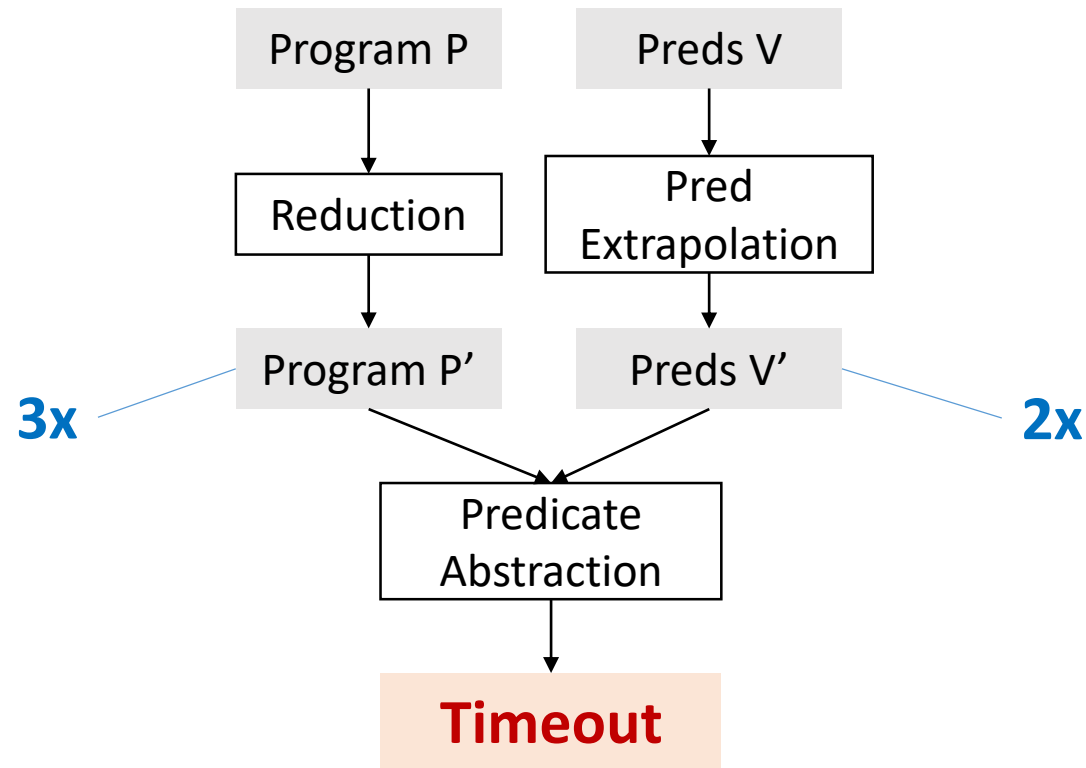 Program P
Preds V
Reduction
Pred
Extrapolation
Program P’
Preds V’
3x
2x
Predicate
Abstraction
Timeout